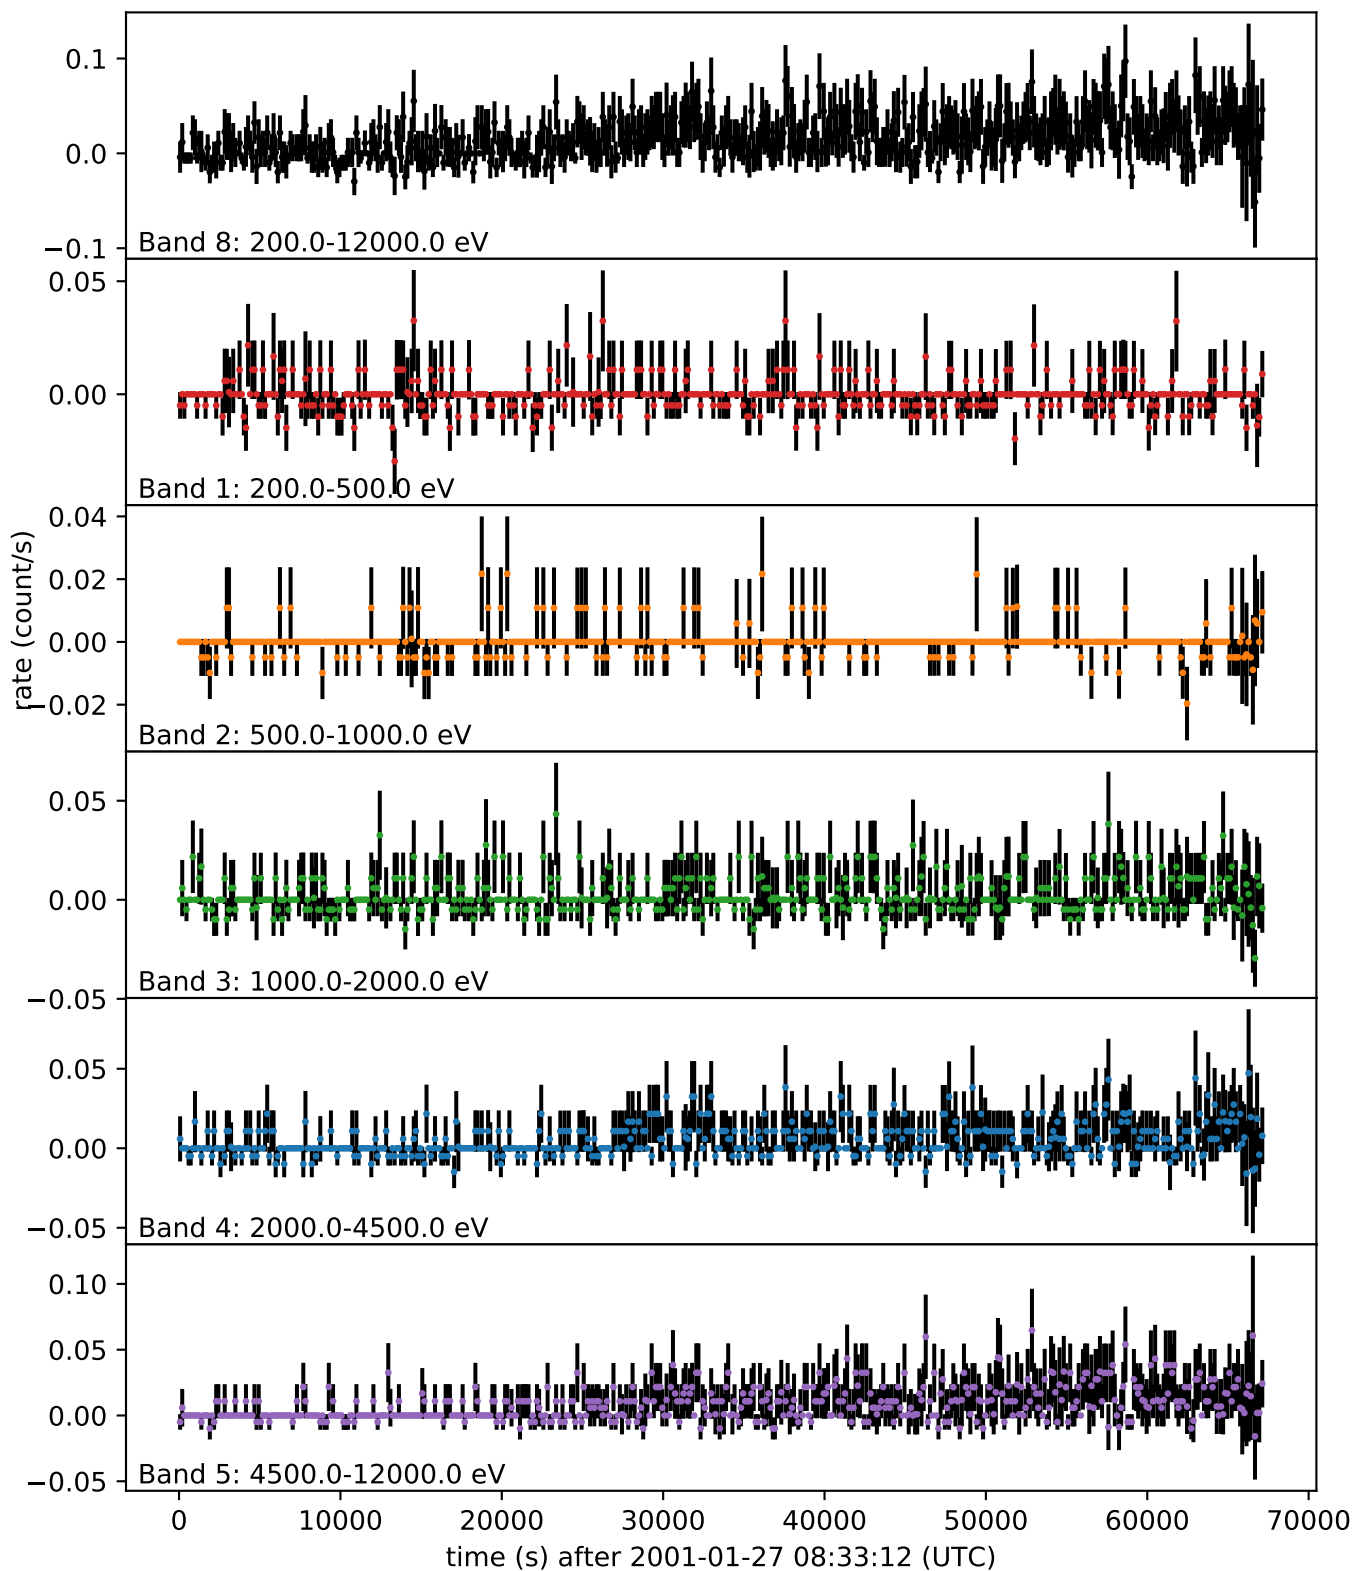 0.1
0.0
−0.1
Band 8: 200.0-12000.0 eV
0.05
0.00
Band 1: 200.0-500.0 eV
0.04
0.02
0.00
−0.02
Band 2: 500.0-1000.0 eV
rate (count/s)
0.05
0.00
−0.05
Band 3: 1000.0-2000.0 eV
0.05
0.00
−0.05
Band 4: 2000.0-4500.0 eV
0.10
0.05
0.00
−0.05
Band 5: 4500.0-12000.0 eV
0 10000 20000 30000 40000 50000 60000 70000
time (s) after 2001-01-27 08:33:12 (UTC)